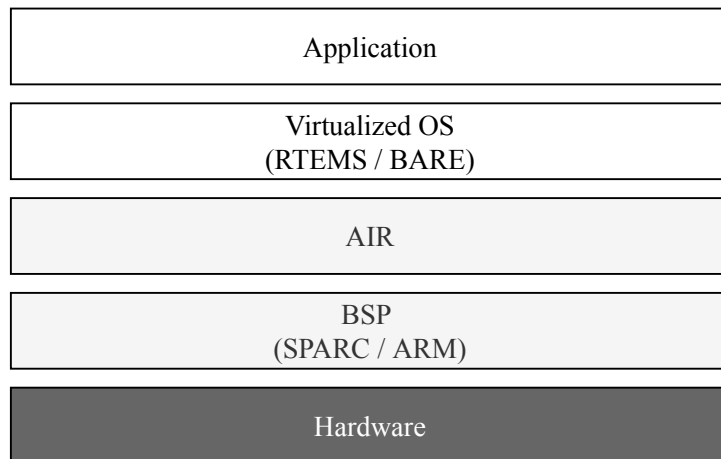 Application
Virtualized OS
(RTEMS / BARE)
AIR
BSP
(SPARC / ARM)
Hardware